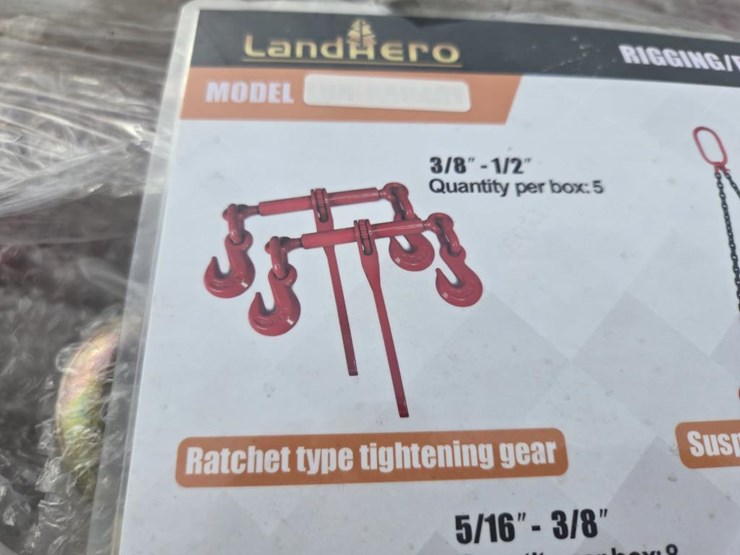 LandHero
RIGGING/
MODEL
3/8" - 1/2"
Quantity per box: 5
Ratchet type tightening gear
Susp
5/16" - 3/8"